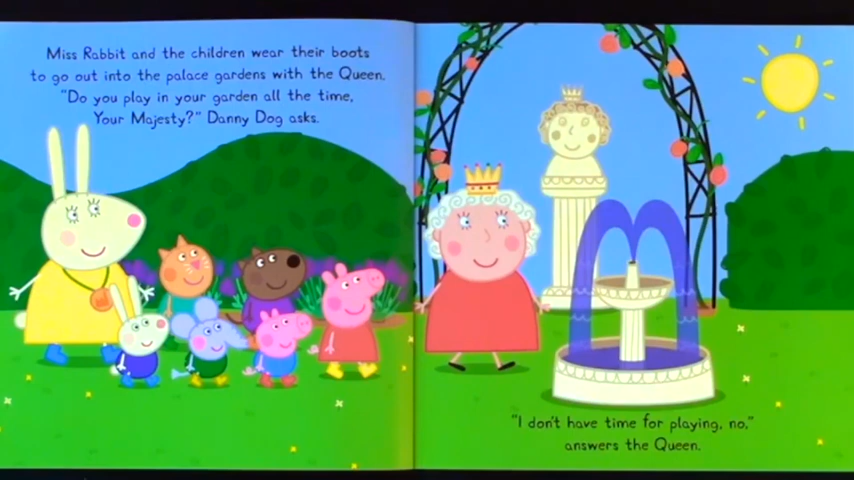 Miss Rabbit and the children wear their boots
to go out into the palace gardens with the Queen.
"Do you play in your garden all the time,
Your Majesty?" Danny Dog asks.
"I don't have time for playing, no,"
answers the Queen.